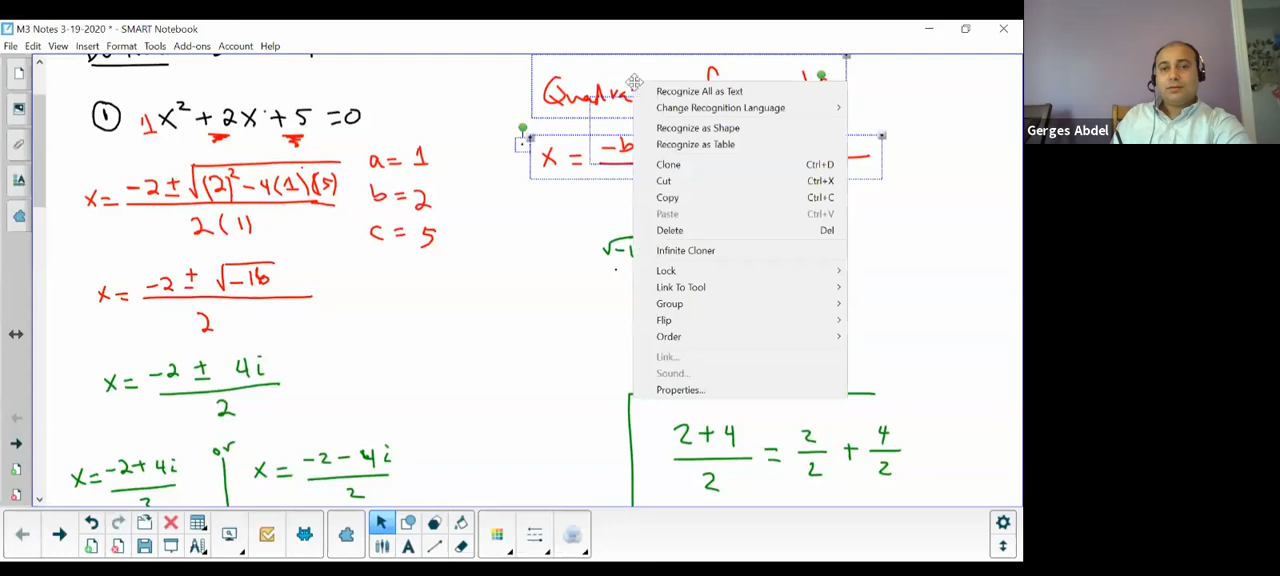 M3 Notes 3-19-2020 * - SMART Notebook
File Edit View Insert Format Tools Add-ons Account Help
① 1x² + 2x + 5 = 0
x = (-2 ± √((2)² - 4(1)(5))) / 2(1)
a = 1
b = 2
c = 5
x = (-2 ± √-16) / 2
x = (-2 ± 4i) / 2
x = (-2 + 4i) / 2 or x = (-2 - 4i) / 2
x = -b
Recognize All as Text
Change Recognition Language
Recognize as Shape
Recognize as Table
Clone Ctrl+D
Cut Ctrl+X
Copy Ctrl+C
Paste Ctrl+V
Delete Del
Infinite Cloner
Lock
Link To Tool
Group
Flip
Order
Link...
Sound...
Properties...
(2 + 4) / 2 = 2/2 + 4/2
Gerges Abdel